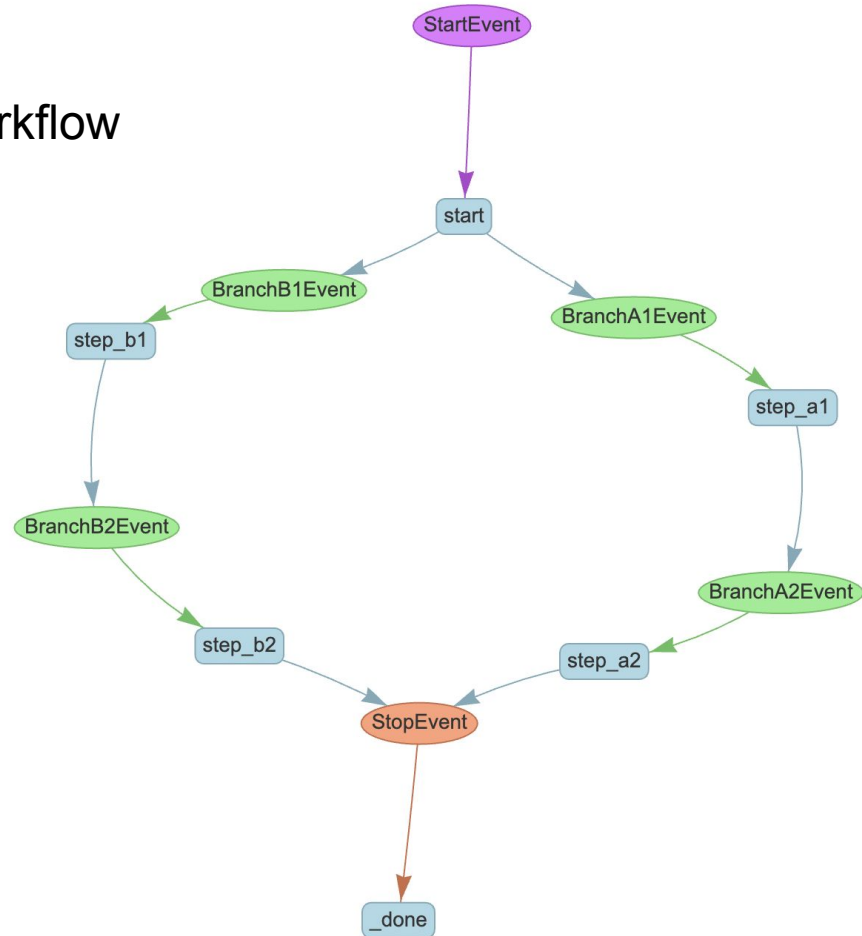 StartEvent
rkflow
start
BranchB1Event
BranchA1Event
step_b1
step_a1
BranchB2Event
BranchA2Event
step_b2
step_a2
StopEvent
_done